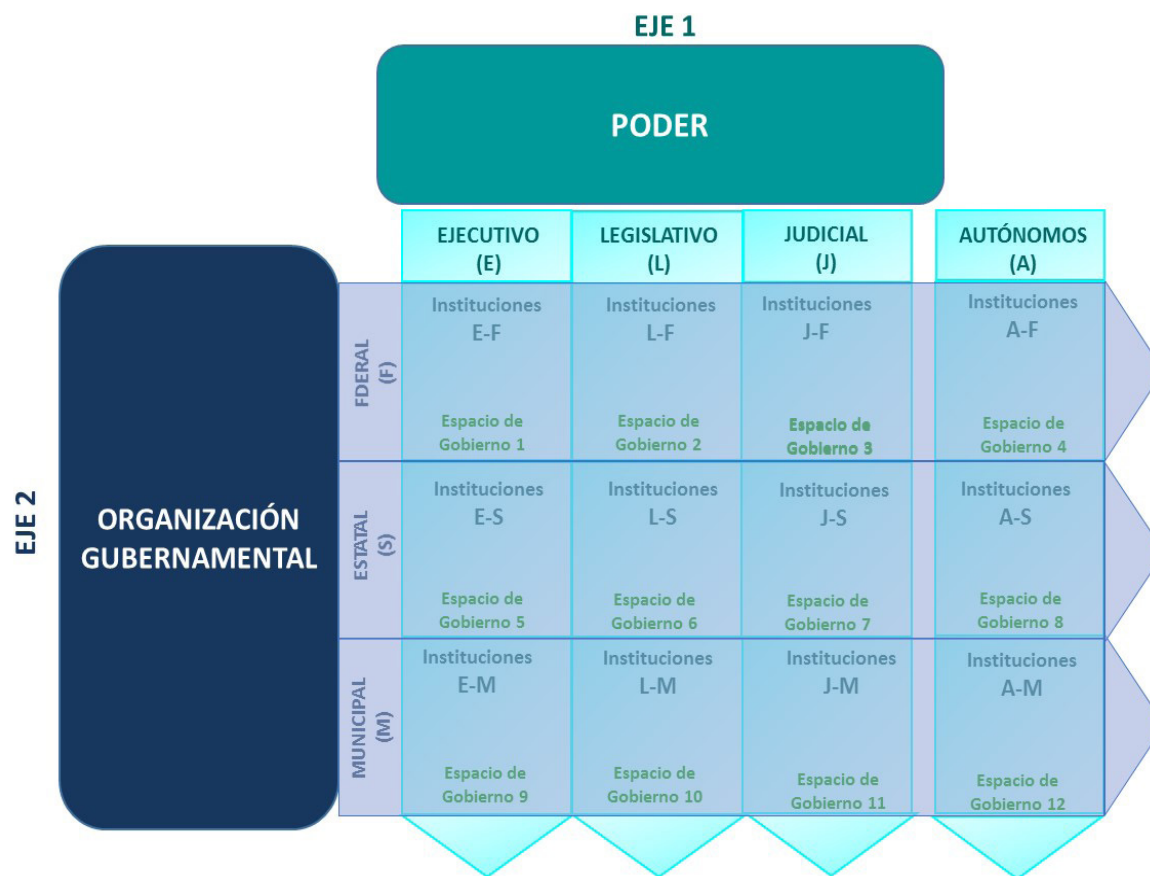 EJE 1
PODER
EJECUTIVO
(E)
LEGISLATIVO
(L)
JUDICIAL
(J)
AUTÓNOMOS
(A)
EJE 2
ORGANIZACIÓN
GUBERNAMENTAL
FDERAL
(F)
Instituciones
E-F
Espacio de
Gobierno 1
Instituciones
L-F
Espacio de
Gobierno 2
Instituciones
J-F
Espacio de
Gobierno 3
Instituciones
A-F
Espacio de
Gobierno 4
ESTATAL
(S)
Instituciones
E-S
Espacio de
Gobierno 5
Instituciones
L-S
Espacio de
Gobierno 6
Instituciones
J-S
Espacio de
Gobierno 7
Instituciones
A-S
Espacio de
Gobierno 8
MUNICIPAL
(M)
Instituciones
E-M
Espacio de
Gobierno 9
Instituciones
L-M
Espacio de
Gobierno 10
Instituciones
J-M
Espacio de
Gobierno 11
Instituciones
A-M
Espacio de
Gobierno 12